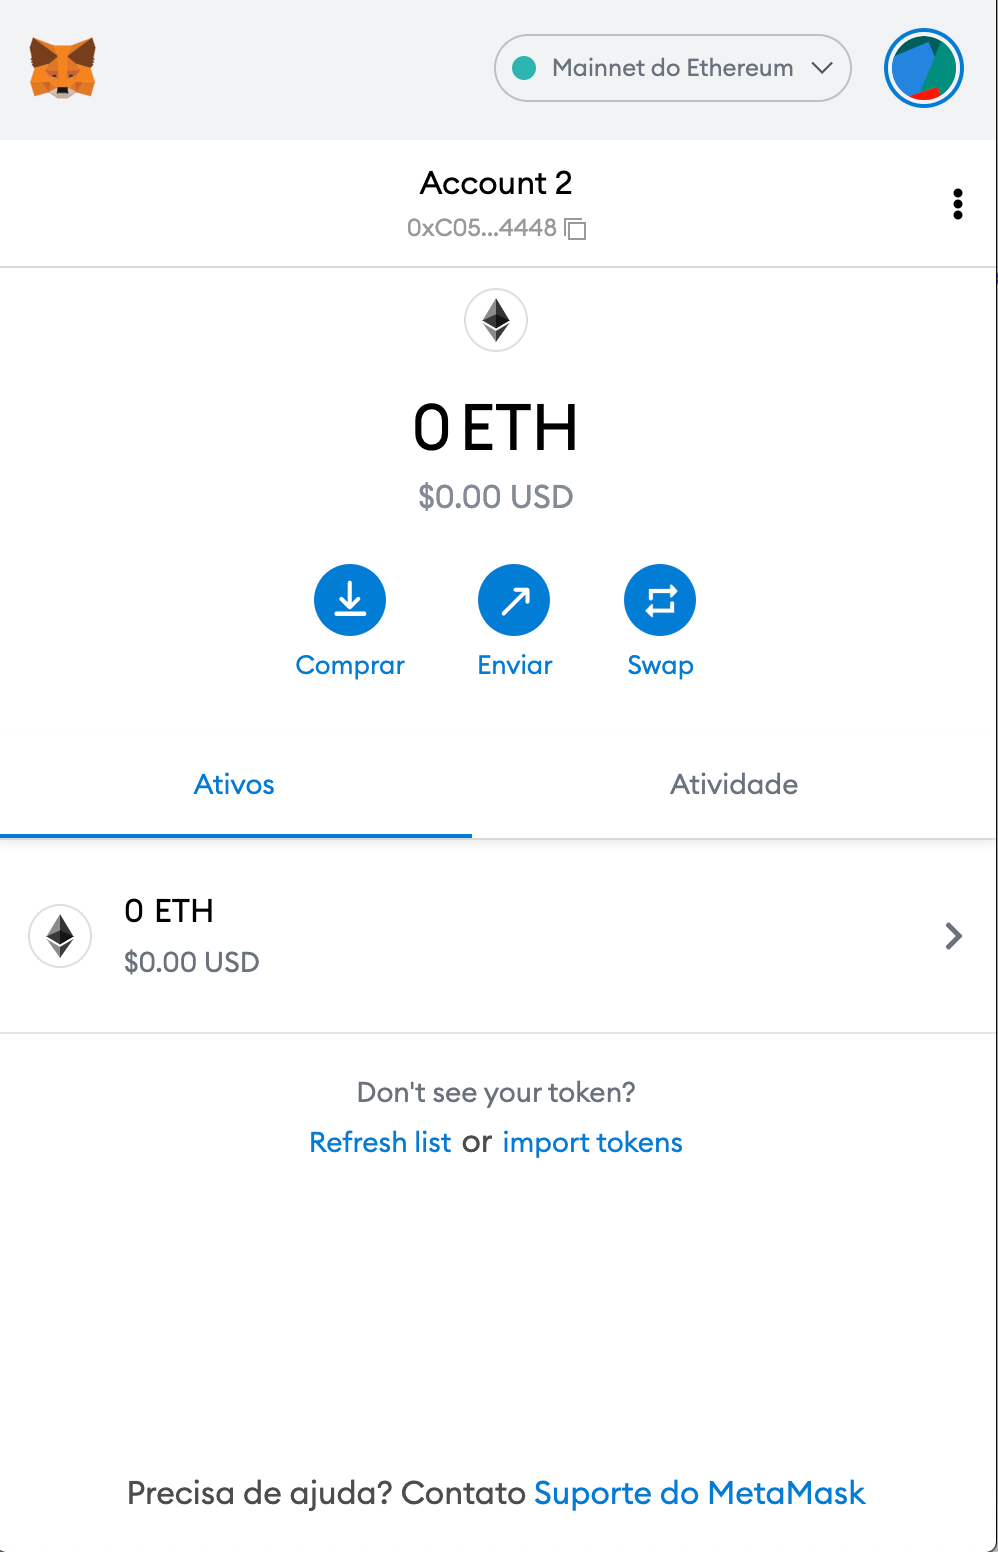 Mainnet do Ethereum
Account 2
0xC05...4448
0 ETH
$0.00 USD
Comprar Enviar Swap
Ativos Atividade
0 ETH
$0.00 USD
Don't see your token?
Refresh list or import tokens
Precisa de ajuda? Contato Suporte do MetaMask